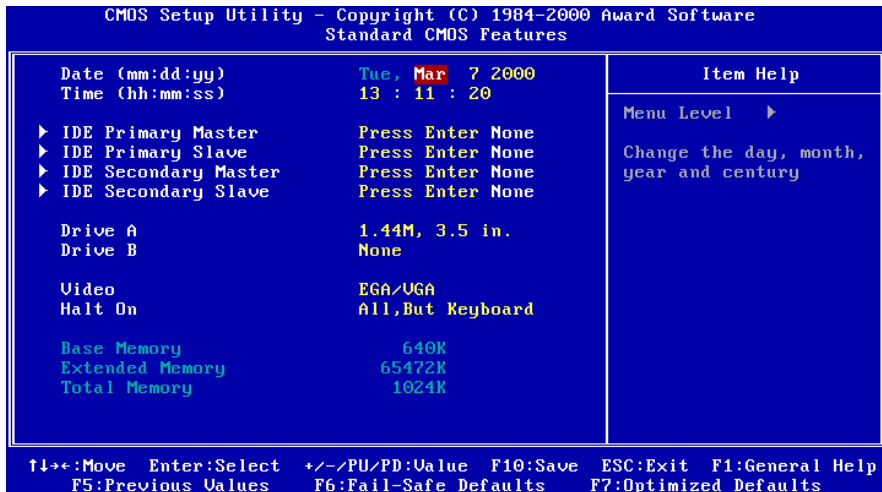 CMOS Setup Utility – Copyright (C) 1984–2000 Award Software
Standard CMOS Features
Date (mm:dd:yy) Tue, Mar 7 2000
Time (hh:mm:ss) 13 : 11 : 20
IDE Primary Master Press Enter None
IDE Primary Slave Press Enter None
IDE Secondary Master Press Enter None
IDE Secondary Slave Press Enter None
Drive A 1.44M, 3.5 in.
Drive B None
Video EGA/VGA
Halt On All,But Keyboard
Base Memory 640K
Extended Memory 65472K
Total Memory 1024K
Item Help
Menu Level
Change the day, month,
year and century
↑↓→←:Move Enter:Select +/-/PU/PD:Value F10:Save ESC:Exit F1:General Help
F5:Previous Values F6:Fail-Safe Defaults F7:Optimized Defaults